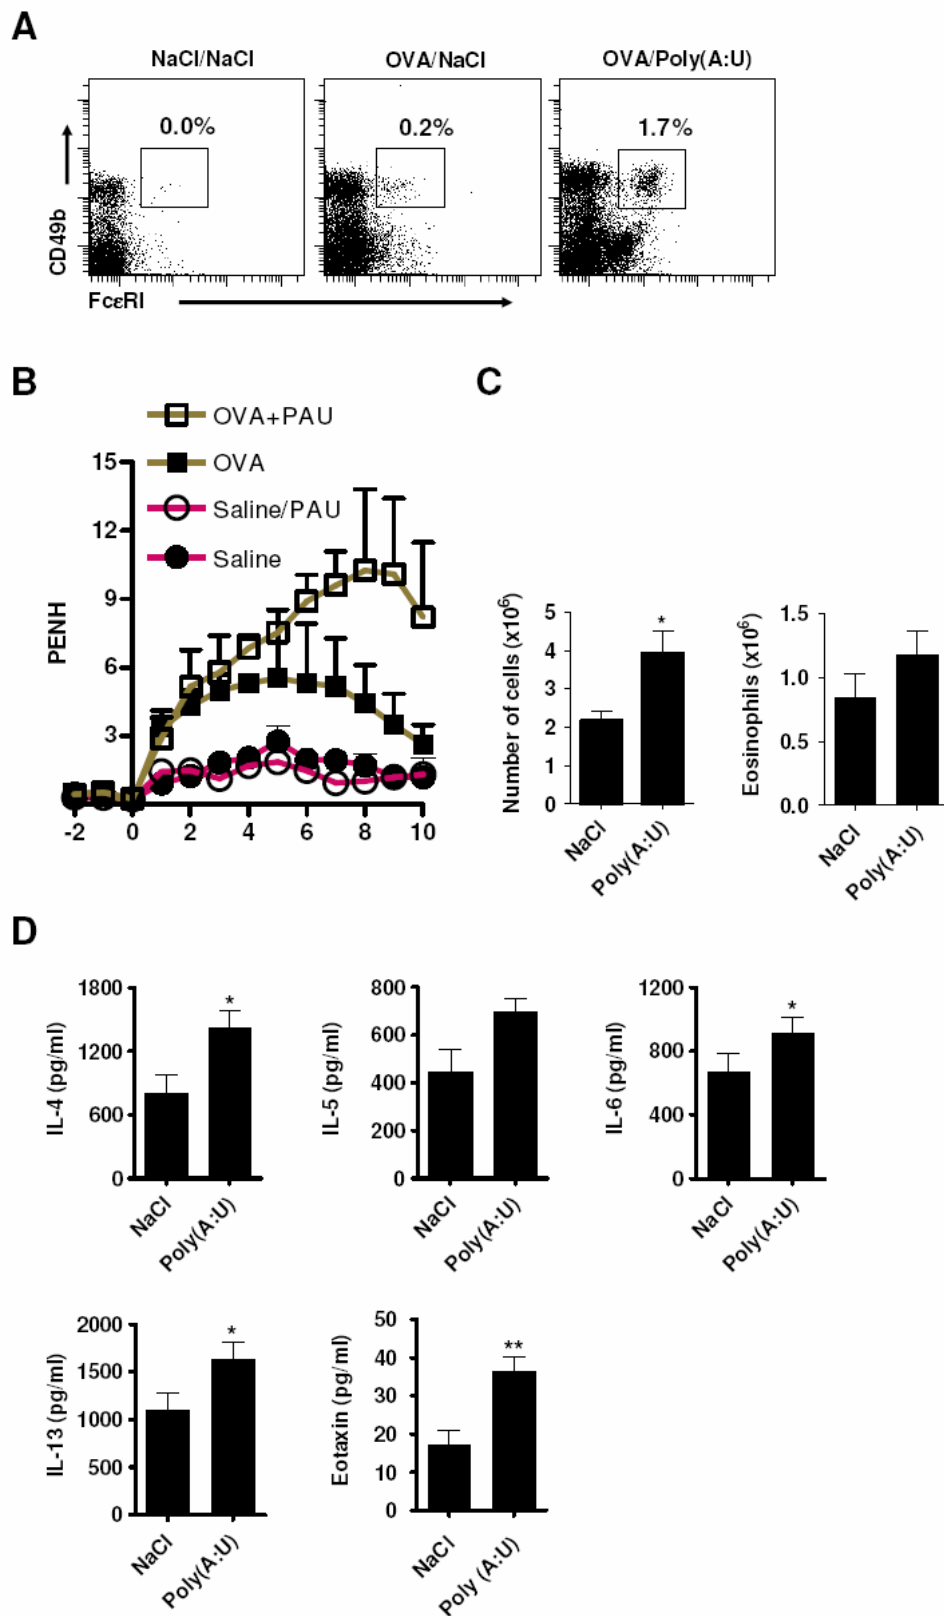 A
NaCl/NaCl OVA/NaCl OVA/Poly(A:U)
0.0% 0.2% 1.7%
CD49b
FcεRI
B
OVA+PAU
OVA
Saline/PAU
Saline
PENH
15
12
9
6
3
-2 0 2 4 6 8 10
C
Number of cells (x10⁶)
5
4
3
2
1
0
*
NaCl Poly(A:U)
Eosinophils (x10⁶)
1.5
1.0
0.5
0.0
NaCl Poly(A:U)
D
IL-4 (pg/ml)
1800
1200
600
0
*
NaCl Poly(A:U)
IL-5 (pg/ml)
800
600
400
200
0
NaCl Poly(A:U)
IL-6 (pg/ml)
1200
800
400
0
*
NaCl Poly(A:U)
IL-13 (pg/ml)
2000
1500
1000
500
0
*
NaCl Poly(A:U)
Eotaxin (pg/ml)
50
40
30
20
10
0
**
NaCl Poly (A:U)